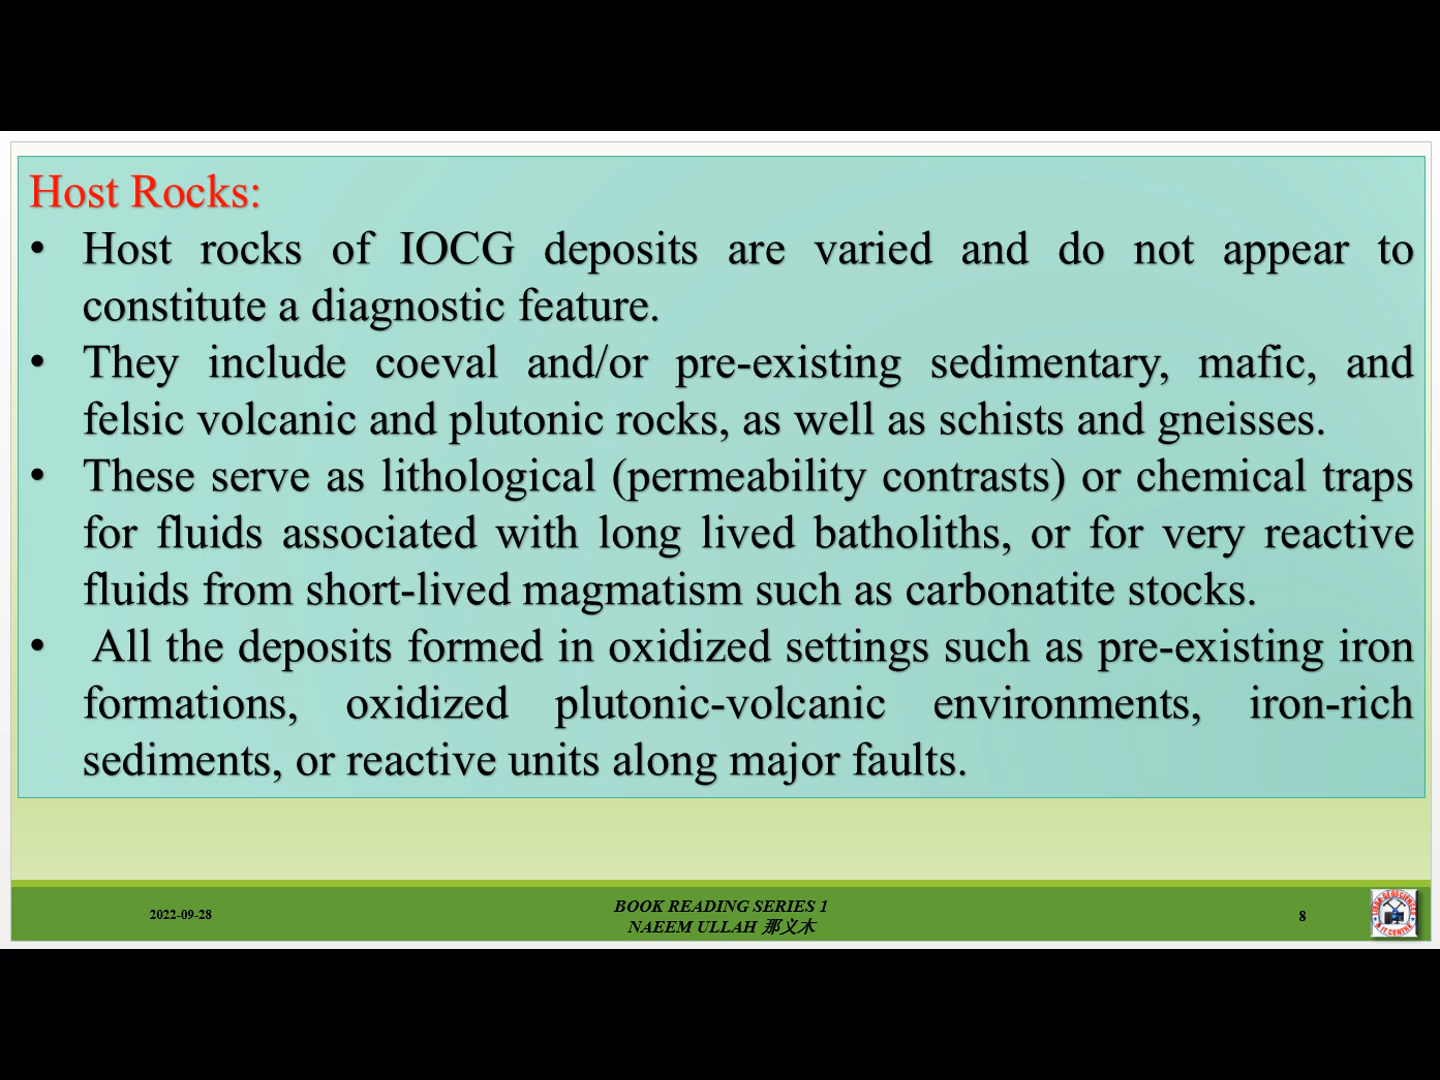 Host Rocks:
• Host rocks of IOCG deposits are varied and do not appear to
constitute a diagnostic feature.
• They include coeval and/or pre-existing sedimentary, mafic, and
felsic volcanic and plutonic rocks, as well as schists and gneisses.
• These serve as lithological (permeability contrasts) or chemical traps
for fluids associated with long lived batholiths, or for very reactive
fluids from short-lived magmatism such as carbonatite stocks.
• All the deposits formed in oxidized settings such as pre-existing iron
formations, oxidized plutonic-volcanic environments, iron-rich
sediments, or reactive units along major faults.
2022-09-28
BOOK READING SERIES 1
NAEEM ULLAH 那义木
8